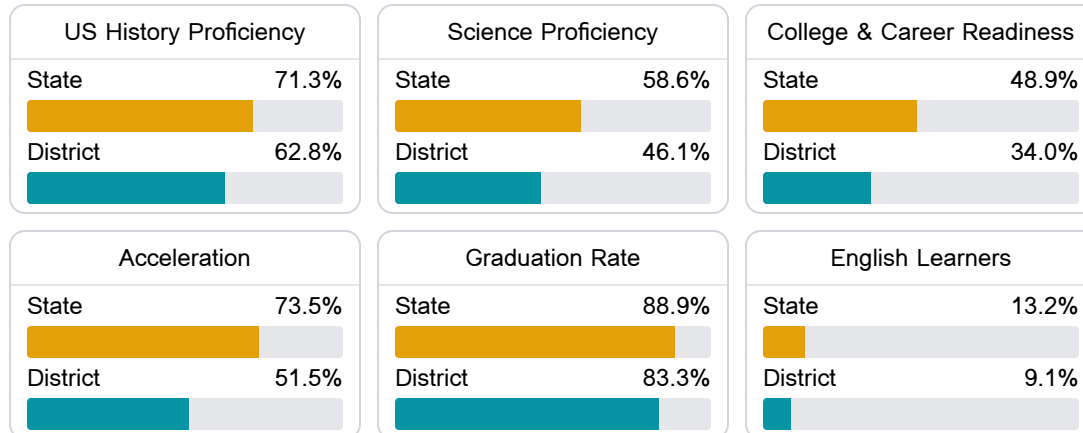 US History Proficiency
State 71.3%
District 62.8%
Science Proficiency
State 58.6%
District 46.1%
College & Career Readiness
State 48.9%
District 34.0%
Acceleration
State 73.5%
District 51.5%
Graduation Rate
State 88.9%
District 83.3%
English Learners
State 13.2%
District 9.1%